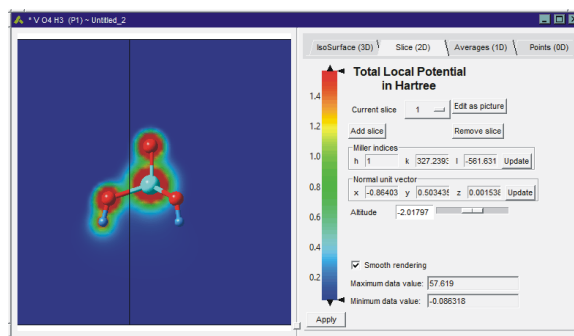 * V O4 H3 (P1) ~ Untitled_2
IsoSurface (3D) Slice (2D) Averages (1D) Points (0D)
Total Local Potential
in Hartree
Current slice 1 Edit as picture
Add slice Remove slice
Miller indices
h 1 k 327.2393 l -561.631 Update
Normal unit vector
x -0.86403 y 0.503435 z 0.001538 Update
Altitude -2.01797
Smooth rendering
Maximum data value: 57.619
Minimum data value: -0.086318
Apply
1.4
1.2
1.0
0.8
0.6
0.4
0.2